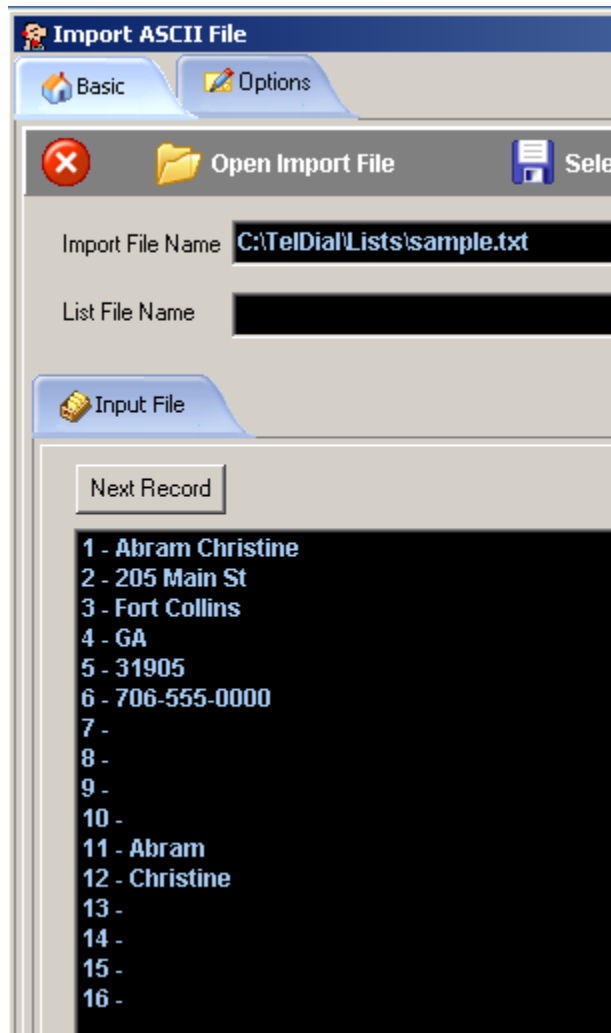 Import ASCII File
Basic
Options
Open Import File
Sele
Import File Name
C:\TelDial\Lists\sample.txt
List File Name
Input File
Next Record
1 - Abram Christine
2 - 205 Main St
3 - Fort Collins
4 - GA
5 - 31905
6 - 706-555-0000
7 -
8 -
9 -
10 -
11 - Abram
12 - Christine
13 -
14 -
15 -
16 -